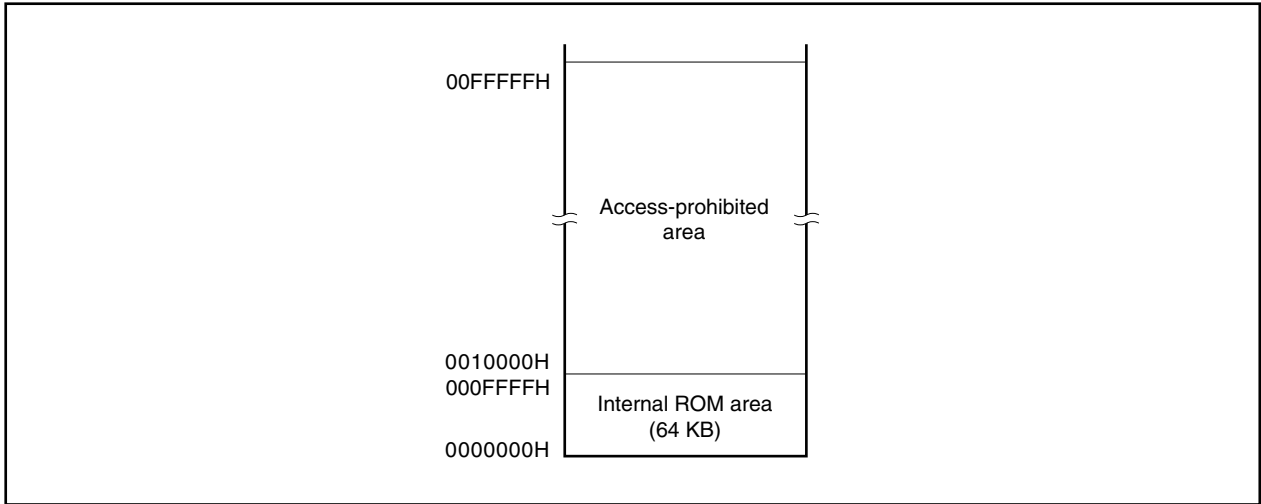 00FFFFFH
Access-prohibited
area
0010000H
000FFFFH
Internal ROM area
(64 KB)
0000000H